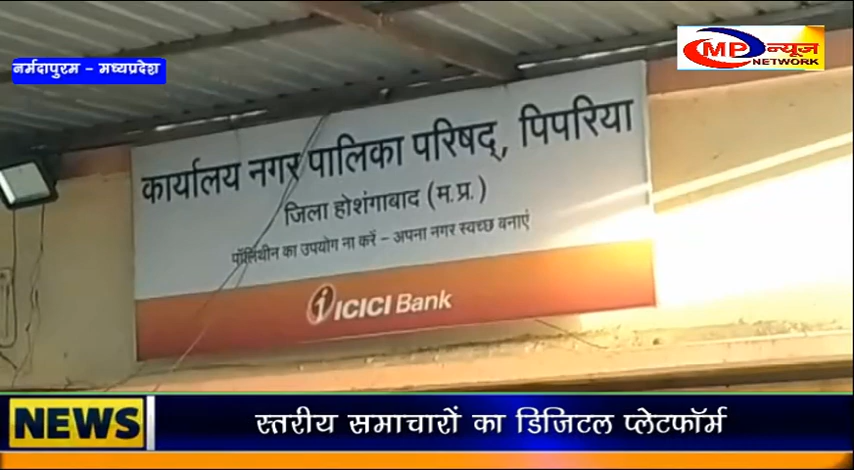 MP न्यूज
NETWORK
नर्मदापुरम - मध्यप्रदेश
कार्यालय नगर पालिका परिषद्, पिपरिया
जिला होशंगाबाद (म.प्र.)
पॉलिथीन का उपयोग ना करें - अपना नगर स्वच्छ बनाएं
ICICI Bank
NEWS
स्तरीय समाचारों का डिजिटल प्लेटफॉर्म